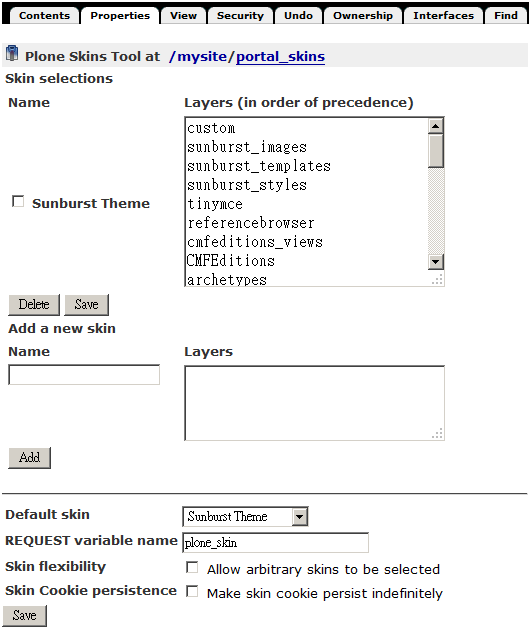 Contents Properties View Security Undo Ownership Interfaces Find
Plone Skins Tool at /mysite/portal_skins
Skin selections
Name Layers (in order of precedence)
custom
sunburst_images
sunburst_templates
Sunburst Theme sunburst_styles
tinymce
referencebrowser
cmfeditions_views
CMFEditions
archetypes
Delete Save
Add a new skin
Name Layers
Add
Default skin Sunburst Theme
REQUEST variable name plone_skin
Skin flexibility Allow arbitrary skins to be selected
Skin Cookie persistence Make skin cookie persist indefinitely
Save